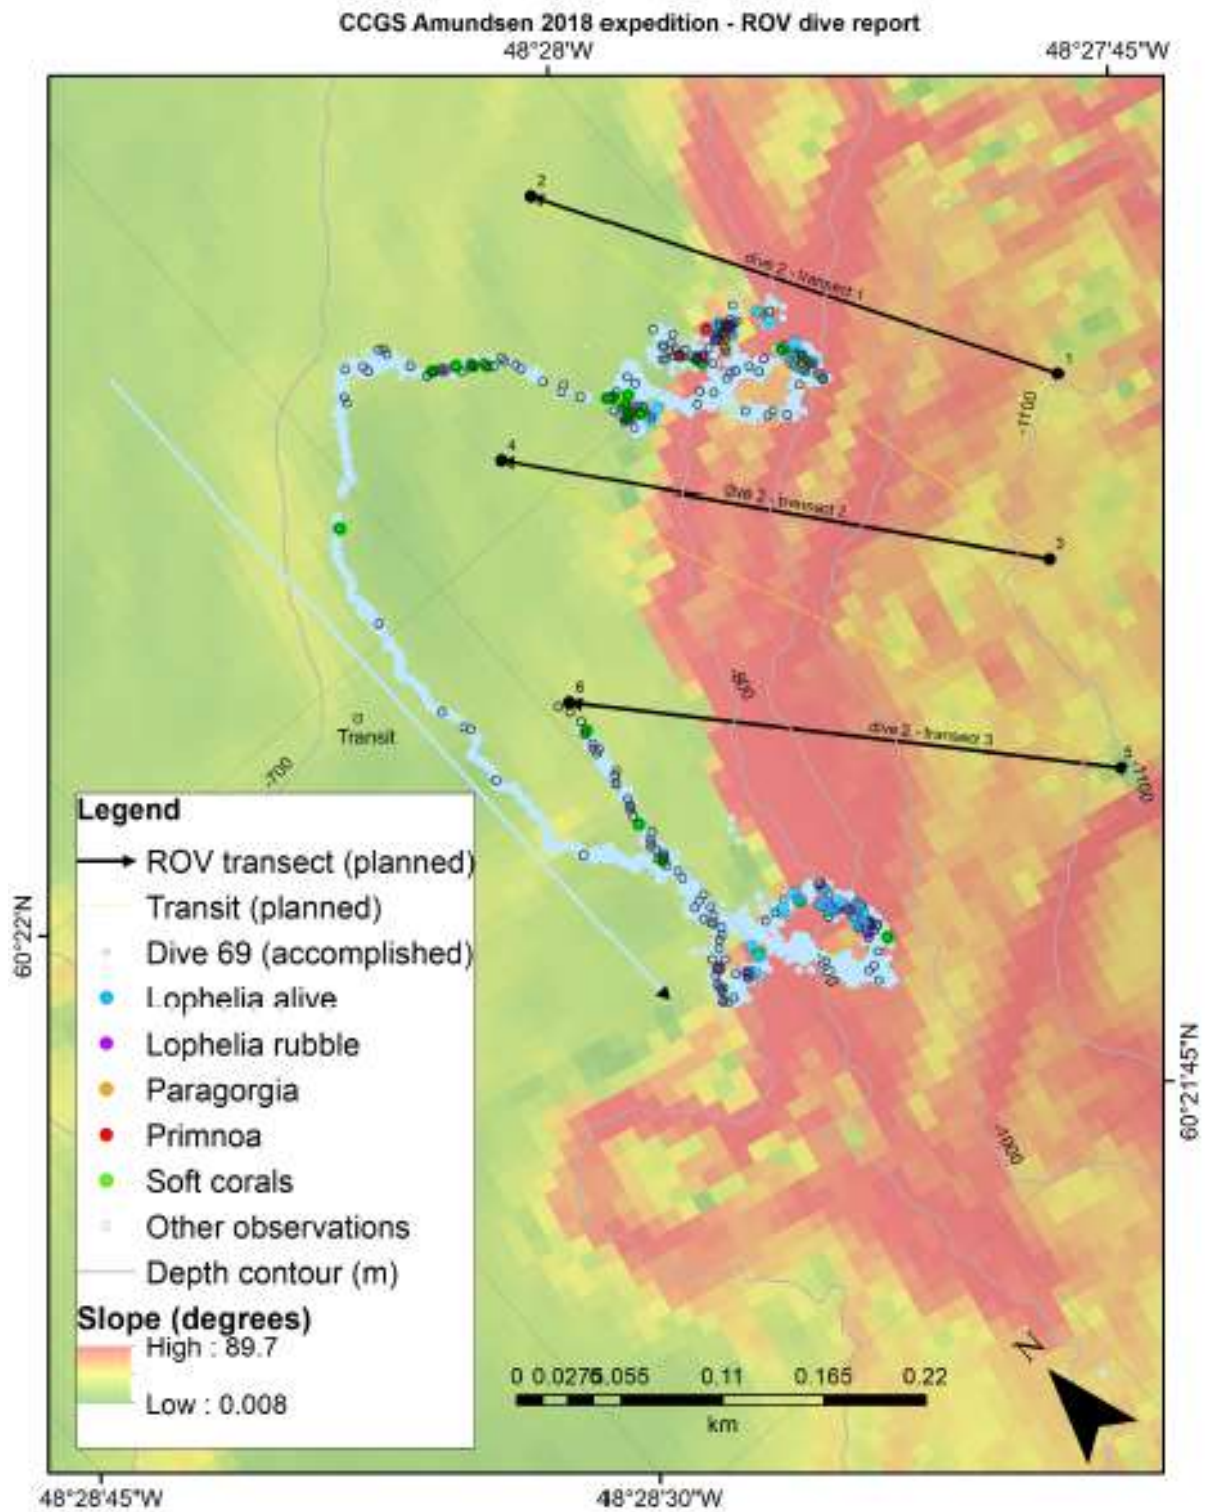 CCGS Amundsen 2018 expedition - ROV dive report
48°28'W
48°27'45"W
2
dive 2 - transect 1
1
-1100
4
dive 2 - transect 2
3
6
-800
dive 2 - transect 3
5
-1100
Transit
-700
Legend
ROV transect (planned)
Transit (planned)
Dive 69 (accomplished)
Lophelia alive
Lophelia rubble
Paragorgia
Primnoa
Soft corals
Other observations
Depth contour (m)
Slope (degrees)
High : 89.7
Low : 0.008
60°22'N
900
60°21'45"N
-1000
N
0 0.0275 0.055 0.11 0.165 0.22
km
48°28'45"W
48°28'30"W